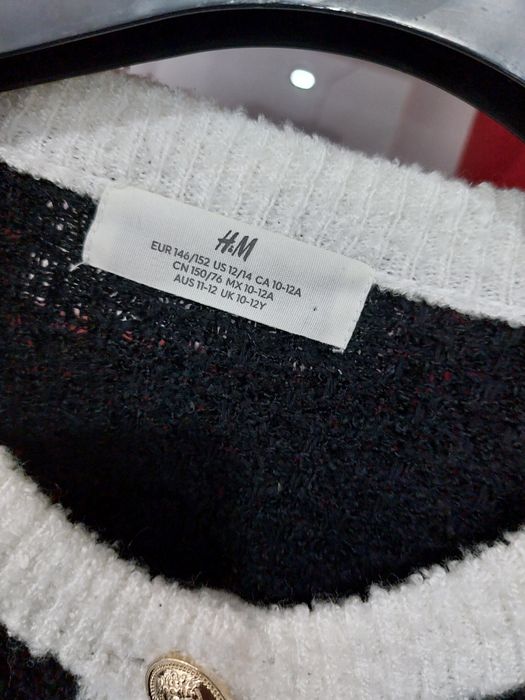 H&M
EUR 146/152 US 12/14 CA 10-12A
CN 150/76 MX 10-12A
AUS 11-12 UK 10-12Y